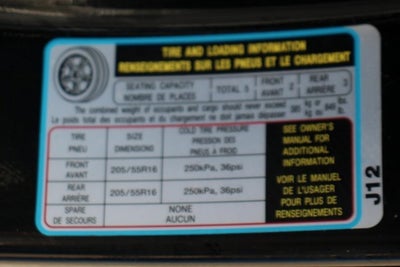 TIRE AND LOADING INFORMATION
RENSEIGNEMENTS SUR LES PNEUS ET LE CHARGEMENT
SEATING CAPACITY
NOMBRE DE PLACES
TOTAL 5
FRONT
AVANT
2
REAR
ARRIÈRE
3
The combined weight of occupants and cargo should never exceed
Le poids total des occupants et du chargement ne doit jamais dépasser
385 kg or
ou 849 lbs.
lb.
TIRE
PNEU
SIZE
DIMENSIONS
COLD TIRE PRESSURE
PRESSION DES
PNEUS À FROID
FRONT
AVANT
205/55R16
250kPa, 36psi
REAR
ARRIÈRE
205/55R16
250kPa, 36psi
SPARE
DE SECOURS
NONE
AUCUN
SEE OWNER'S
MANUAL FOR
ADDITIONAL
INFORMATION
VOIR LE MANUEL
DE L'USAGER
POUR PLUS DE
RENSEIGNEMENTS
J12